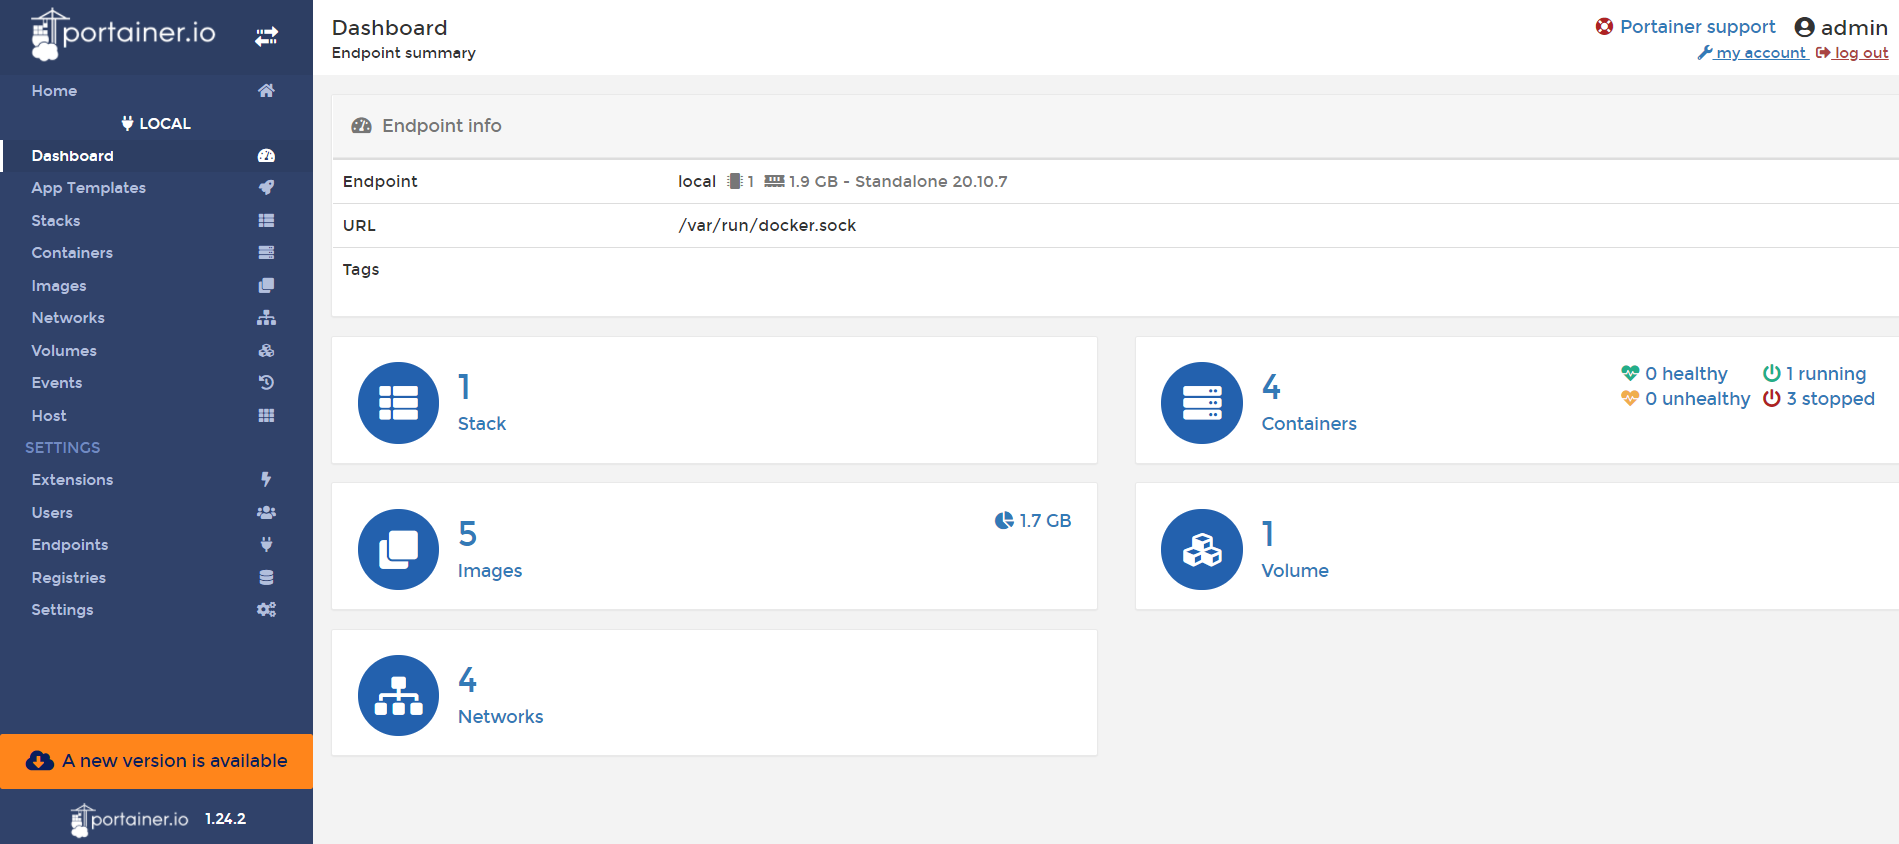 portainer.io
Home
LOCAL
Dashboard
App Templates
Stacks
Containers
Images
Networks
Volumes
Events
Host
SETTINGS
Extensions
Users
Endpoints
Registries
Settings
A new version is available
portainer.io 1.24.2
Dashboard
Endpoint summary
Portainer support admin
my account log out
Endpoint info
Endpoint local 1 1.9 GB - Standalone 20.10.7
URL /var/run/docker.sock
Tags
1
Stack
4
Containers
0 healthy 1 running
0 unhealthy 3 stopped
5
Images
1.7 GB
1
Volume
4
Networks